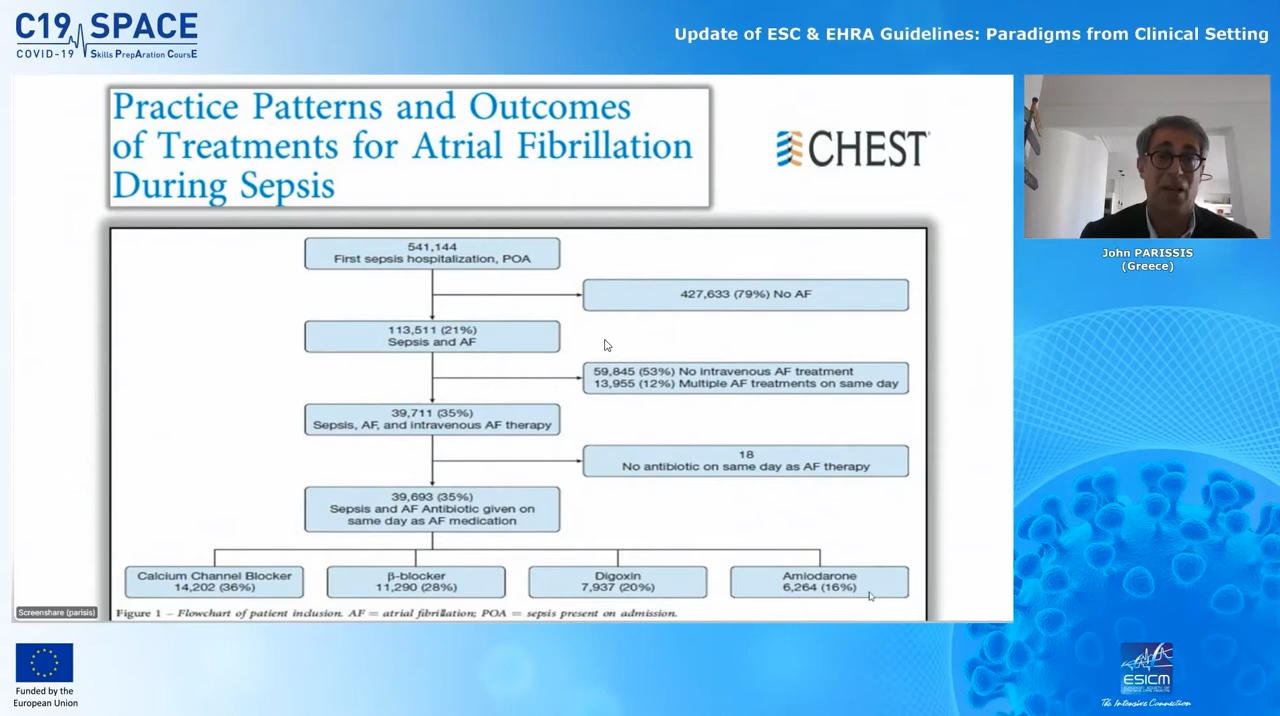 C19 SPACE
COVID-19 Skills PrepAration CoursE
Update of ESC & EHRA Guidelines: Paradigms from Clinical Setting
Practice Patterns and Outcomes
of Treatments for Atrial Fibrillation
During Sepsis
CHEST
John PARISSIS
(Greece)
541,144
First sepsis hospitalization, POA
427,633 (79%) No AF
113,511 (21%)
Sepsis and AF
59,845 (53%) No intravenous AF treatment
13,955 (12%) Multiple AF treatments on same day
39,711 (35%)
Sepsis, AF, and intravenous AF therapy
18
No antibiotic on same day as AF therapy
39,693 (35%)
Sepsis and AF Antibiotic given on
same day as AF medication
Calcium Channel Blocker
14,202 (36%)
β-blocker
11,290 (28%)
Digoxin
7,937 (20%)
Amiodarone
6,264 (16%)
Screenshare (parisis)
Figure 1 – Flowchart of patient inclusion. AF = atrial fibrillation; POA = sepsis present on admission.
Funded by the
European Union
ESICM
The Intensive Connection